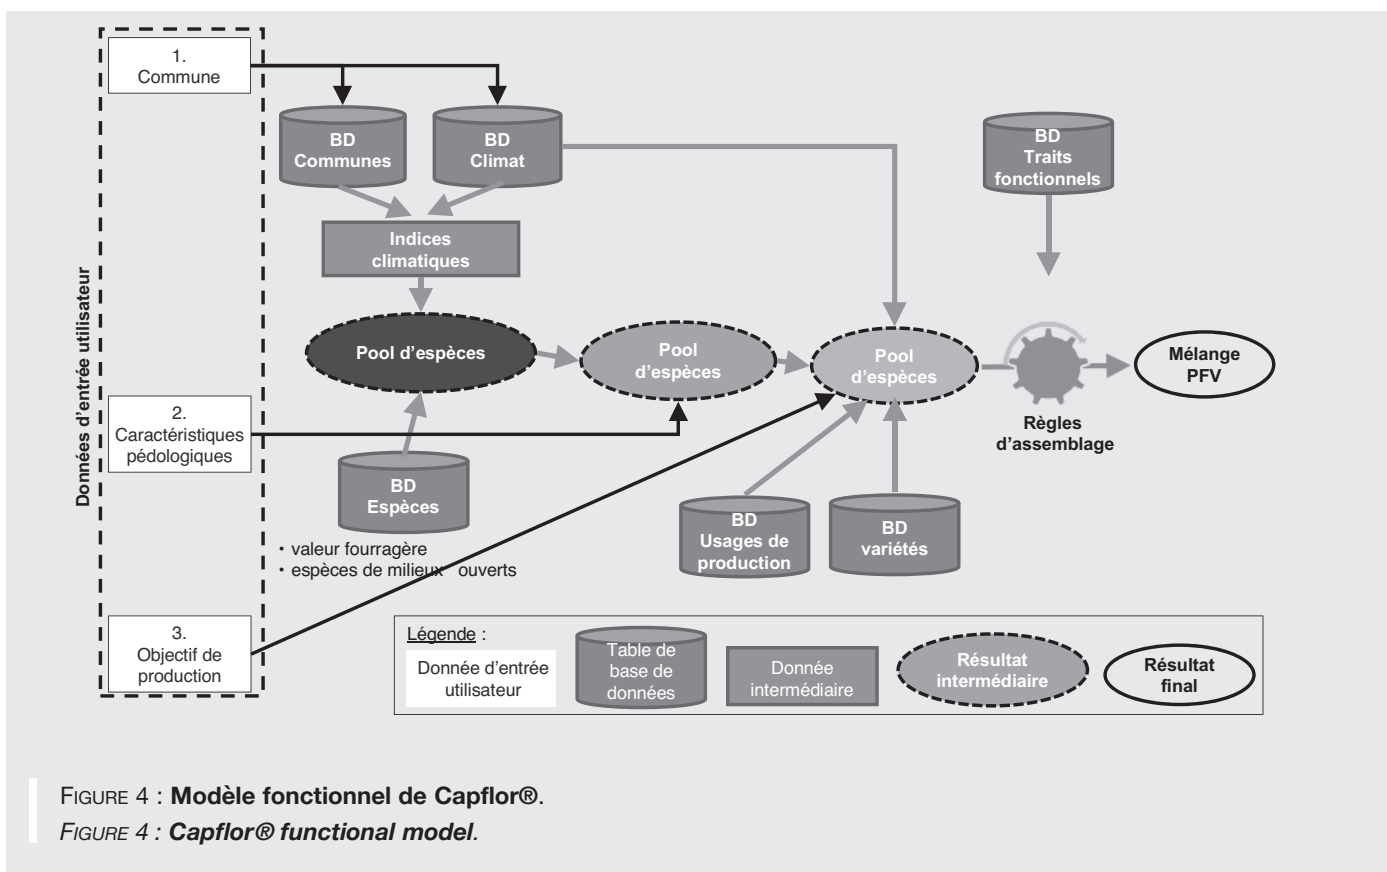 Données d'entrée utilisateur
1.
Commune
BD
Communes
BD
Climat
BD
Traits
fonctionnels
Indices
climatiques
Pool d'espèces
Pool
d'espèces
Pool
d'espèces
Mélange
PFV
Règles
d'assemblage
2.
Caractéristiques
pédologiques
BD
Espèces
• valeur fourragère
• espèces de milieux ouverts
BD
Usages de
production
BD
variétés
3.
Objectif de
production
Légende :
Donnée d'entrée
utilisateur
Table de
base de
données
Donnée
intermédiaire
Résultat
intermédiaire
Résultat
final
FIGURE 4 : Modèle fonctionnel de Capflor®.
FIGURE 4 : Capflor® functional model.